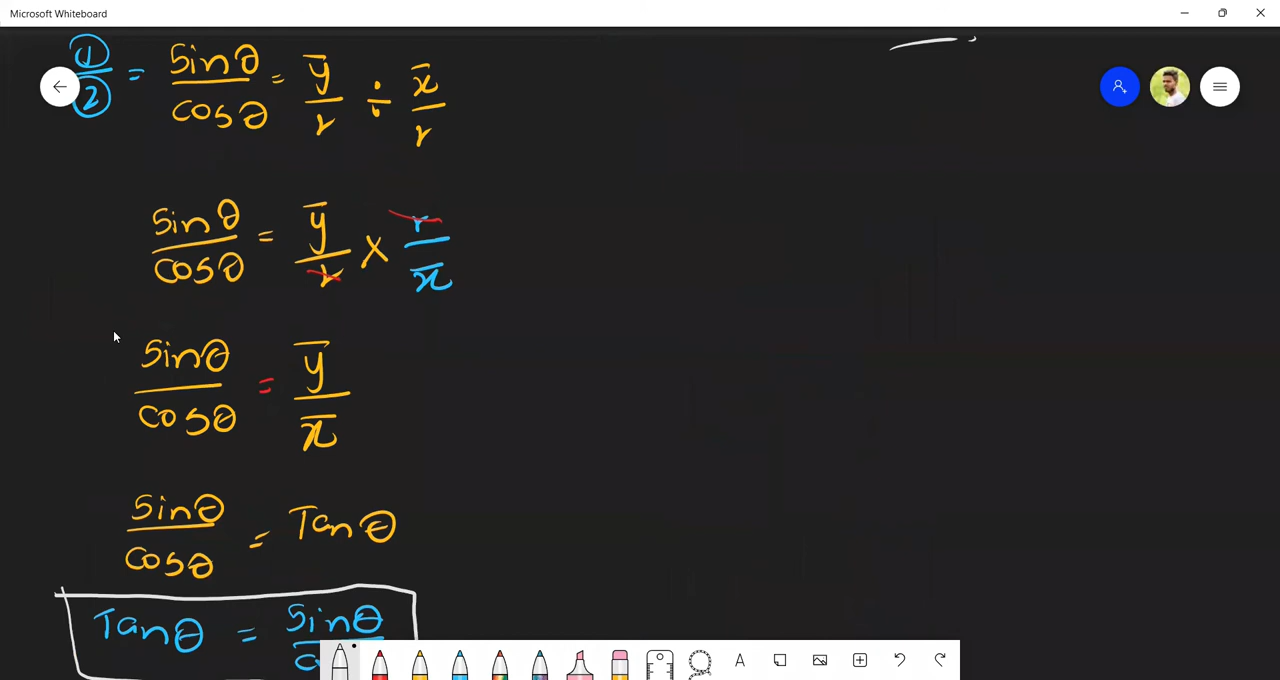 Microsoft Whiteboard
①/② = sinθ/cosθ = y̅/r ÷ x̅/r
sinθ/cosθ = y̅/r × r/x̅
sinθ/cosθ = y̅/x̅
sinθ/cosθ = Tanθ
Tanθ = sinθ/
A